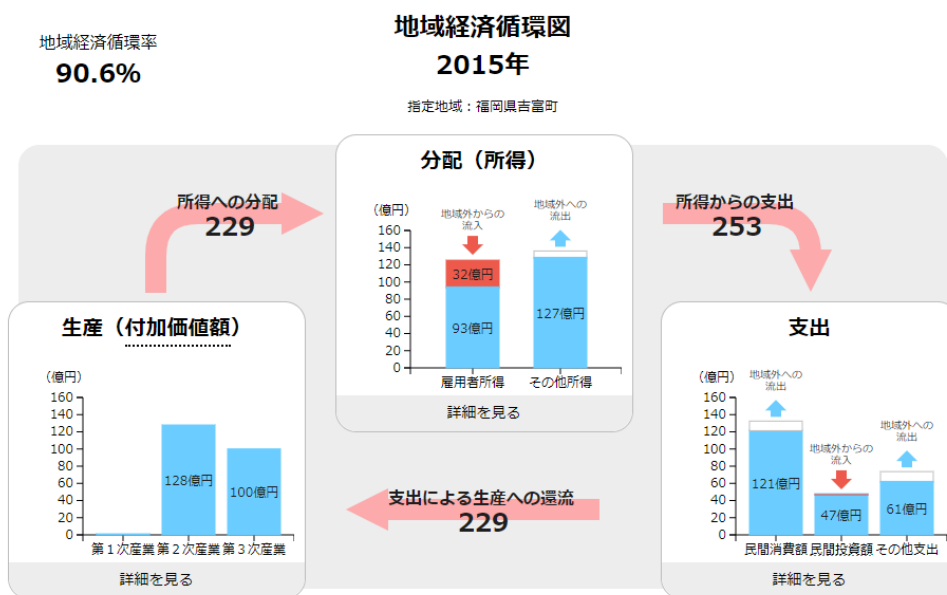 地域経済循環率
90.6%
地域経済循環図
2015年
指定地域：福岡県吉富町
所得への分配
229
分配（所得）
（億円）
160
140
120
100
80
60
40
20
0
地域外からの
流入
地域外への
流出
32億円
93億円
127億円
雇用者所得
その他所得
詳細を見る
所得からの支出
253
生産（付加価値額）
（億円）
160
140
120
100
80
60
40
20
0
128億円
100億円
第１次産業
第２次産業
第３次産業
詳細を見る
支出による生産への還流
229
支出
（億円）
160
140
120
100
80
60
40
20
0
地域外への
流出
地域外からの
流入
地域外への
流出
121億円
47億円
61億円
民間消費額
民間投資額
その他支出
詳細を見る